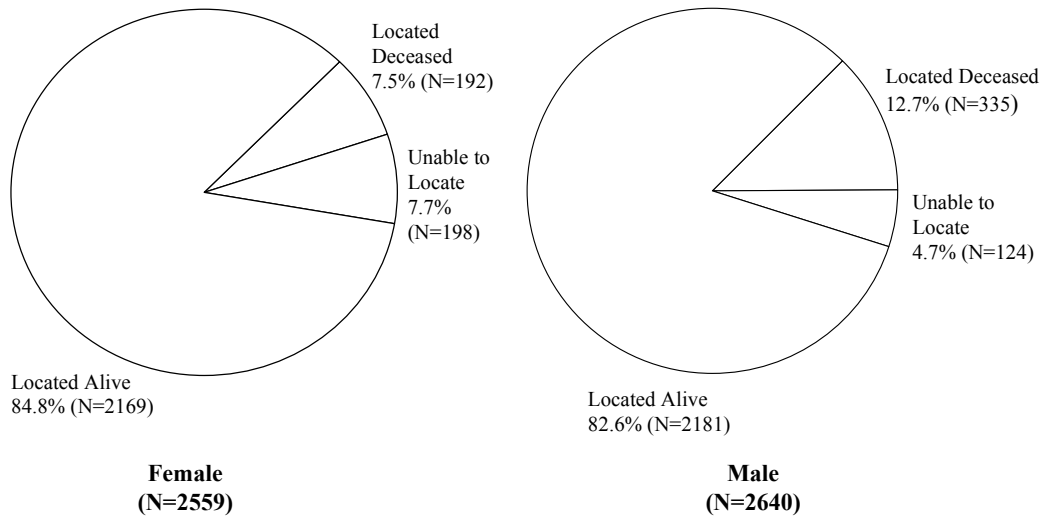 Located
Deceased
7.5% (N=192)
Unable to
Locate
7.7%
(N=198)
Located Alive
84.8% (N=2169)
Female
(N=2559)
Located Deceased
12.7% (N=335)
Unable to
Locate
4.7% (N=124)
Located Alive
82.6% (N=2181)
Male
(N=2640)